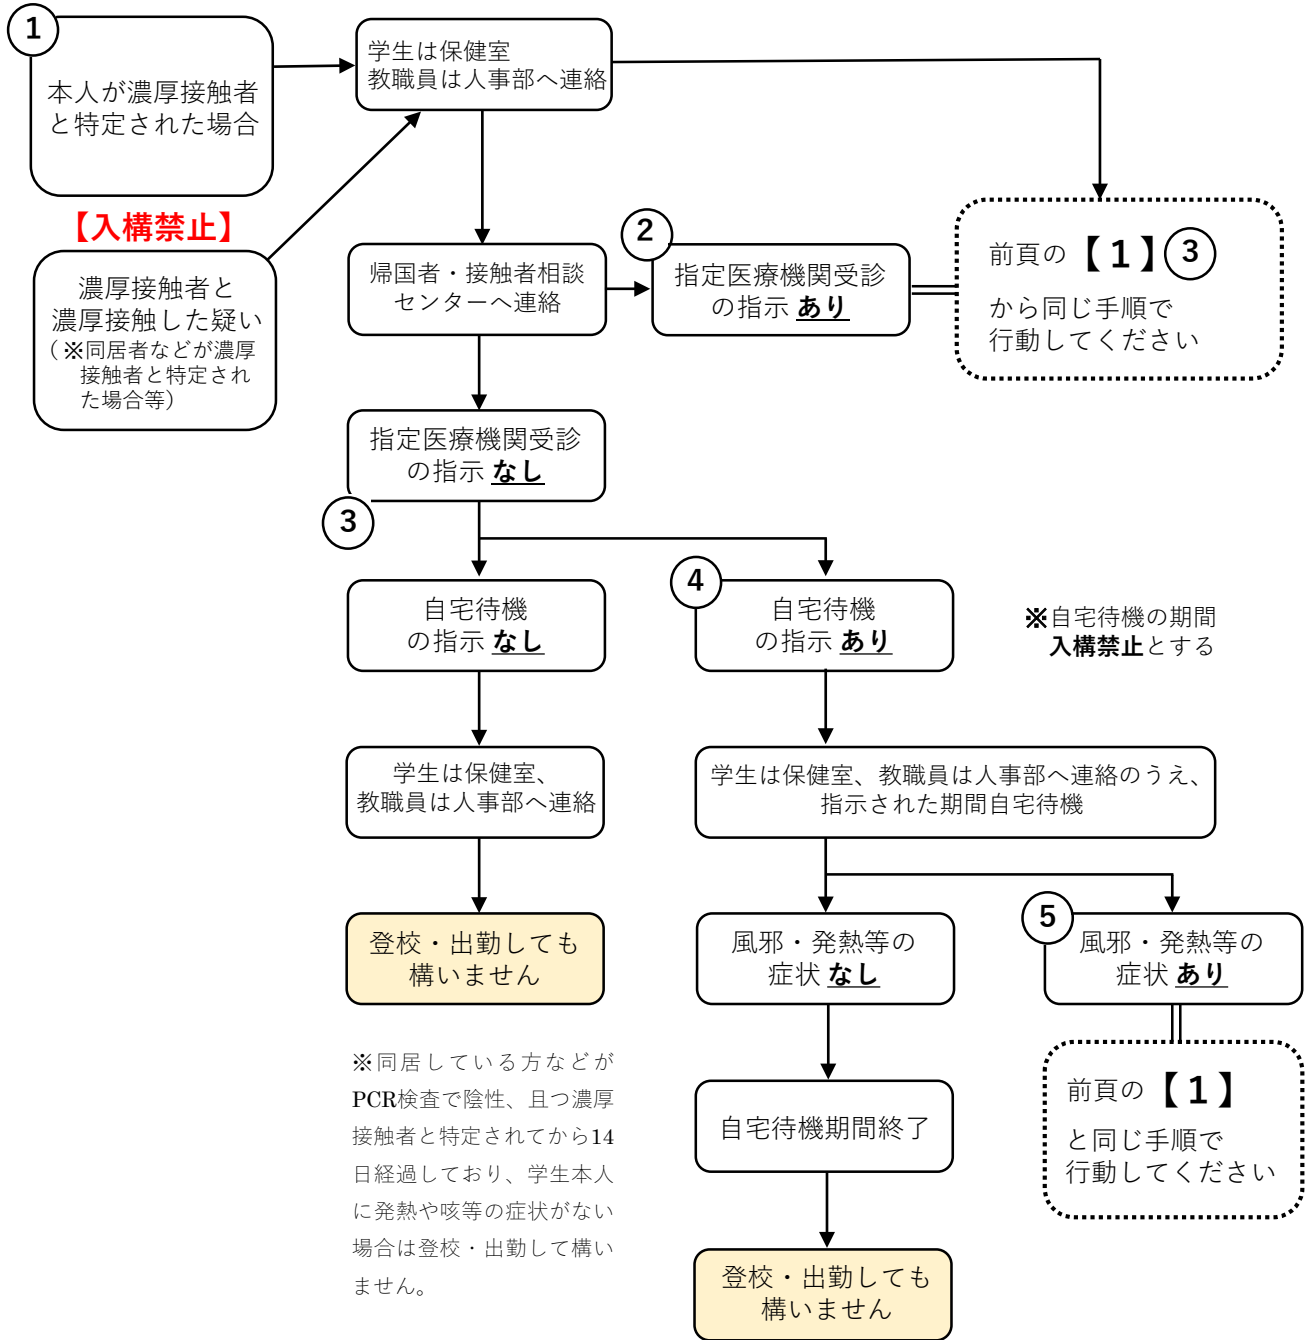 1
本人が濃厚接触者
と特定された場合
学生は保健室
教職員は人事部へ連絡
【入構禁止】
濃厚接触者と
濃厚接触した疑い
（※同居者などが濃厚
接触者と特定され
た場合等）
帰国者・接触者相談
センターへ連絡
2
指定医療機関受診
の指示 あり
前頁の【１】3
から同じ手順で
行動してください
指定医療機関受診
の指示 なし
3
自宅待機
の指示 なし
4
自宅待機
の指示 あり
※自宅待機の期間
入構禁止とする
学生は保健室、
教職員は人事部へ連絡
学生は保健室、教職員は人事部へ連絡のうえ、
指示された期間自宅待機
登校・出勤しても
構いません
風邪・発熱等の
症状 なし
5
風邪・発熱等の
症状 あり
※同居している方などが
PCR検査で陰性、且つ濃厚
接触者と特定されてから14
日経過しており、学生本人
に発熱や咳等の症状がない
場合は登校・出勤して構い
ません。
自宅待機期間終了
前頁の【１】
と同じ手順で
行動してください
登校・出勤しても
構いません